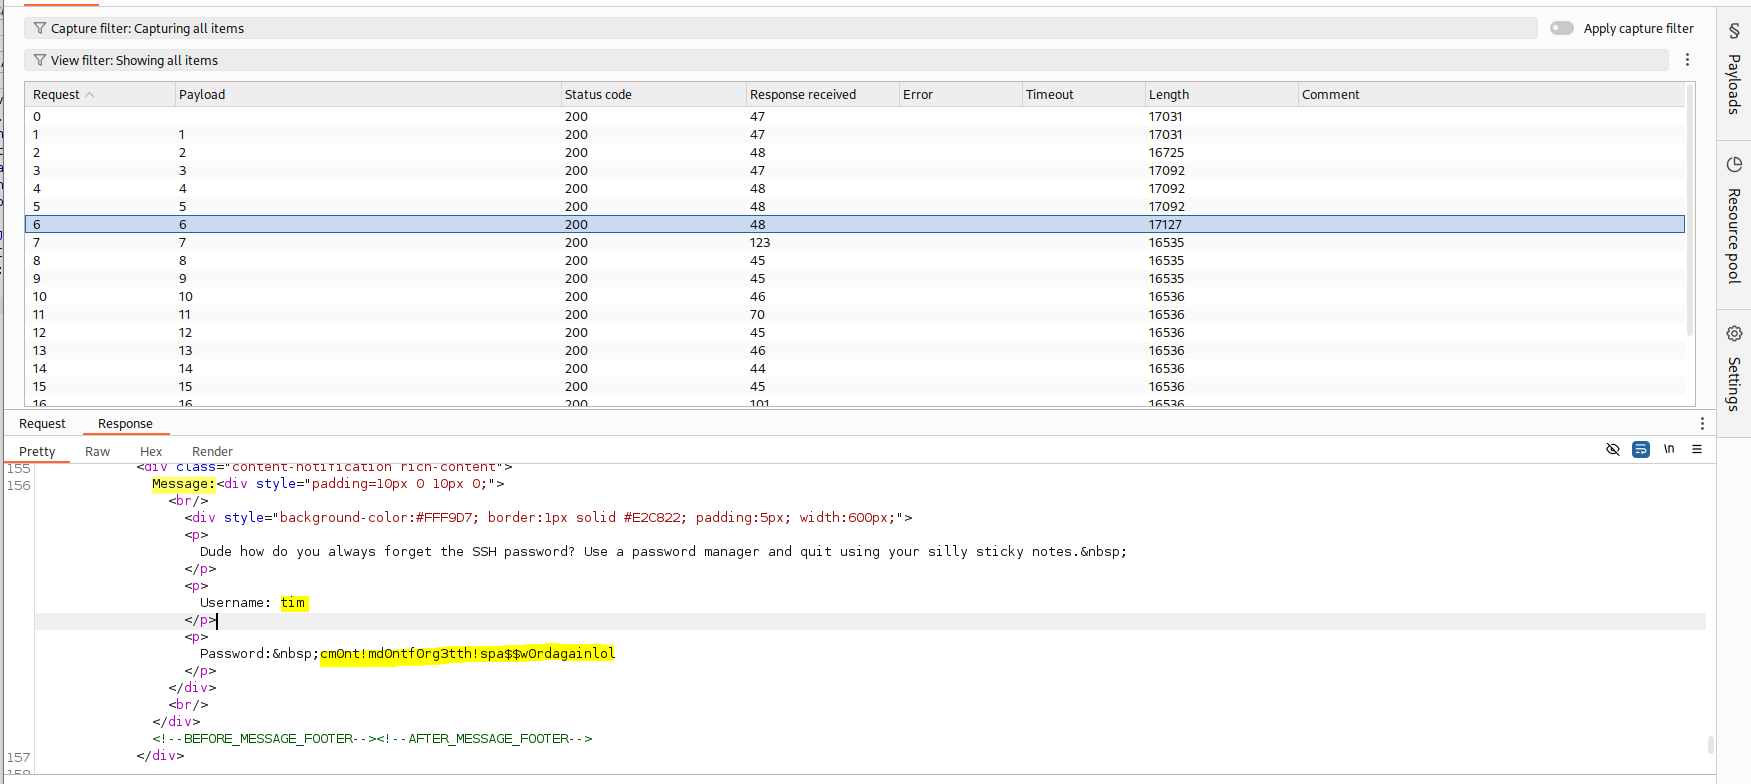 Capture filter: Capturing all items
Apply capture filter
View filter: Showing all items
Request Payload Status code Response received Error Timeout Length Comment
0 200 47 17031
1 1 200 47 17031
2 2 200 48 16725
3 3 200 47 17092
4 4 200 48 17092
5 5 200 48 17092
6 6 200 48 17127
7 7 200 123 16535
8 8 200 45 16535
9 9 200 45 16535
10 10 200 46 16536
11 11 200 70 16536
12 12 200 45 16536
13 13 200 46 16536
14 14 200 44 16536
15 15 200 45 16536
16 16 200 101 16536
Request Response
Pretty Raw Hex Render
\n
155 <div class="content-notification rich-content">
156 Message:<div style="padding=10px 0 10px 0;">
<br/>
<div style="background-color:#FFF9D7; border:1px solid #E2C822; padding:5px; width:600px;">
<p>
Dude how do you always forget the SSH password? Use a password manager and quit using your silly sticky notes.&nbsp;
</p>
<p>
Username: tim
</p>
<p>
Password:&nbsp;cm0nt!md0ntf0rg3tth!spa$$w0rdagainlol
</p>
</div>
<br/>
</div>
<!--BEFORE_MESSAGE_FOOTER--><!--AFTER_MESSAGE_FOOTER-->
157 </div>
158
§
Payloads
Resource pool
Settings